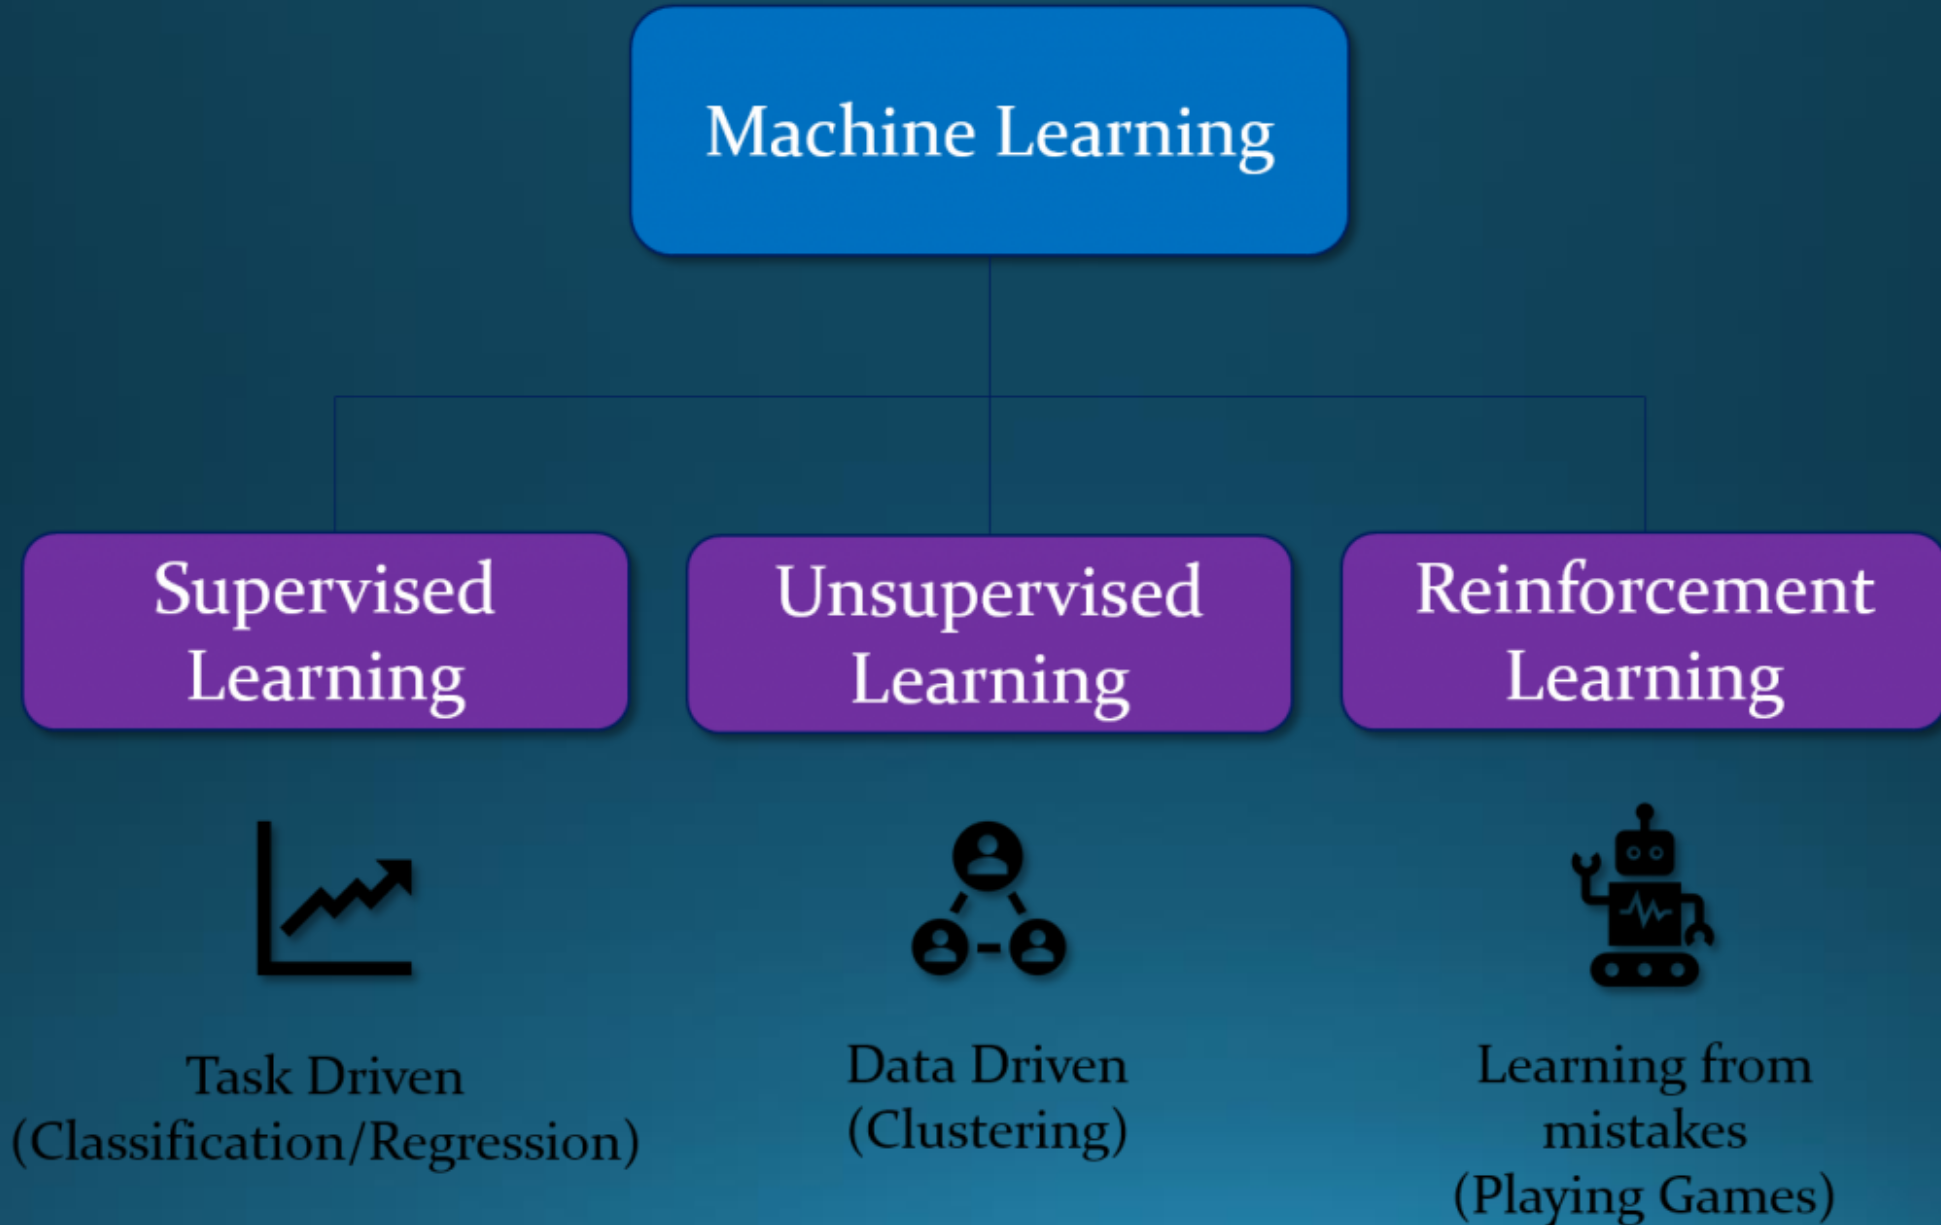 Machine Learning
Supervised
Learning
Unsupervised
Learning
Reinforcement
Learning
Task Driven
(Classification/Regression)
Data Driven
(Clustering)
Learning from
mistakes
(Playing Games)